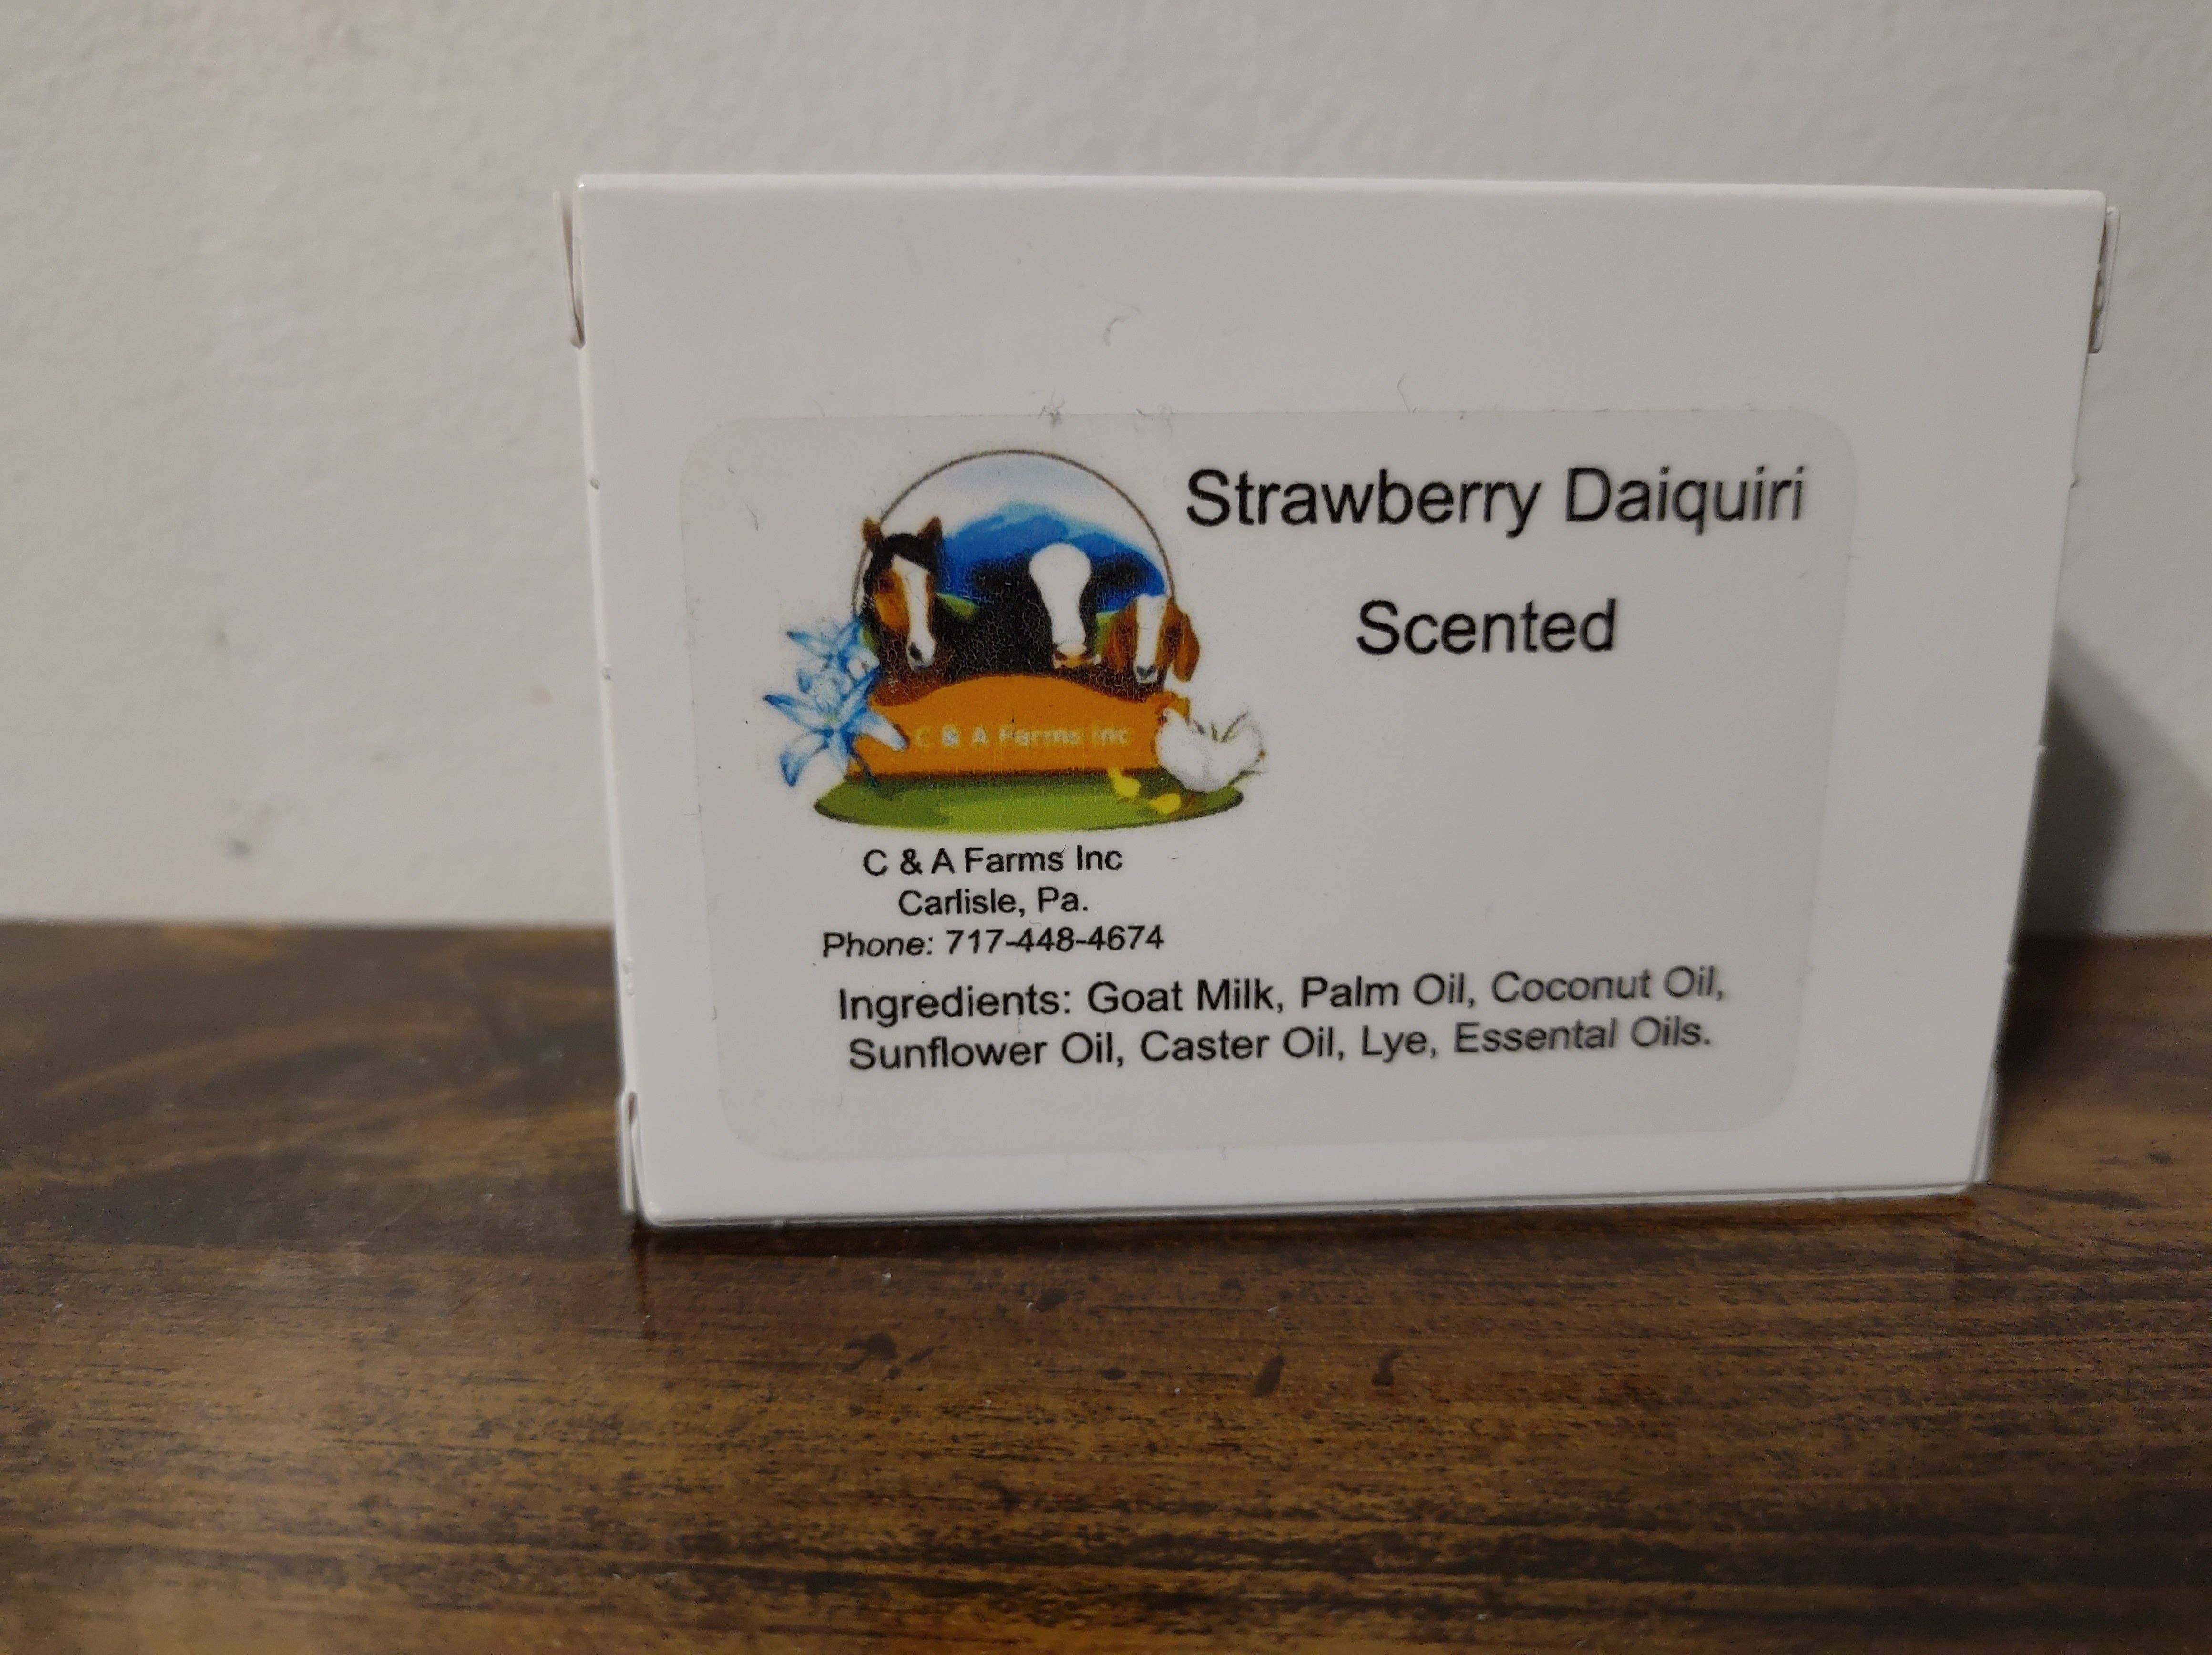 Strawberry Daiquiri
Scented
C & A Farms Inc
C & A Farms Inc
Carlisle, Pa.
Phone: 717-448-4674
Ingredients: Goat Milk, Palm Oil, Coconut Oil,
Sunflower Oil, Caster Oil, Lye, Essental Oils.